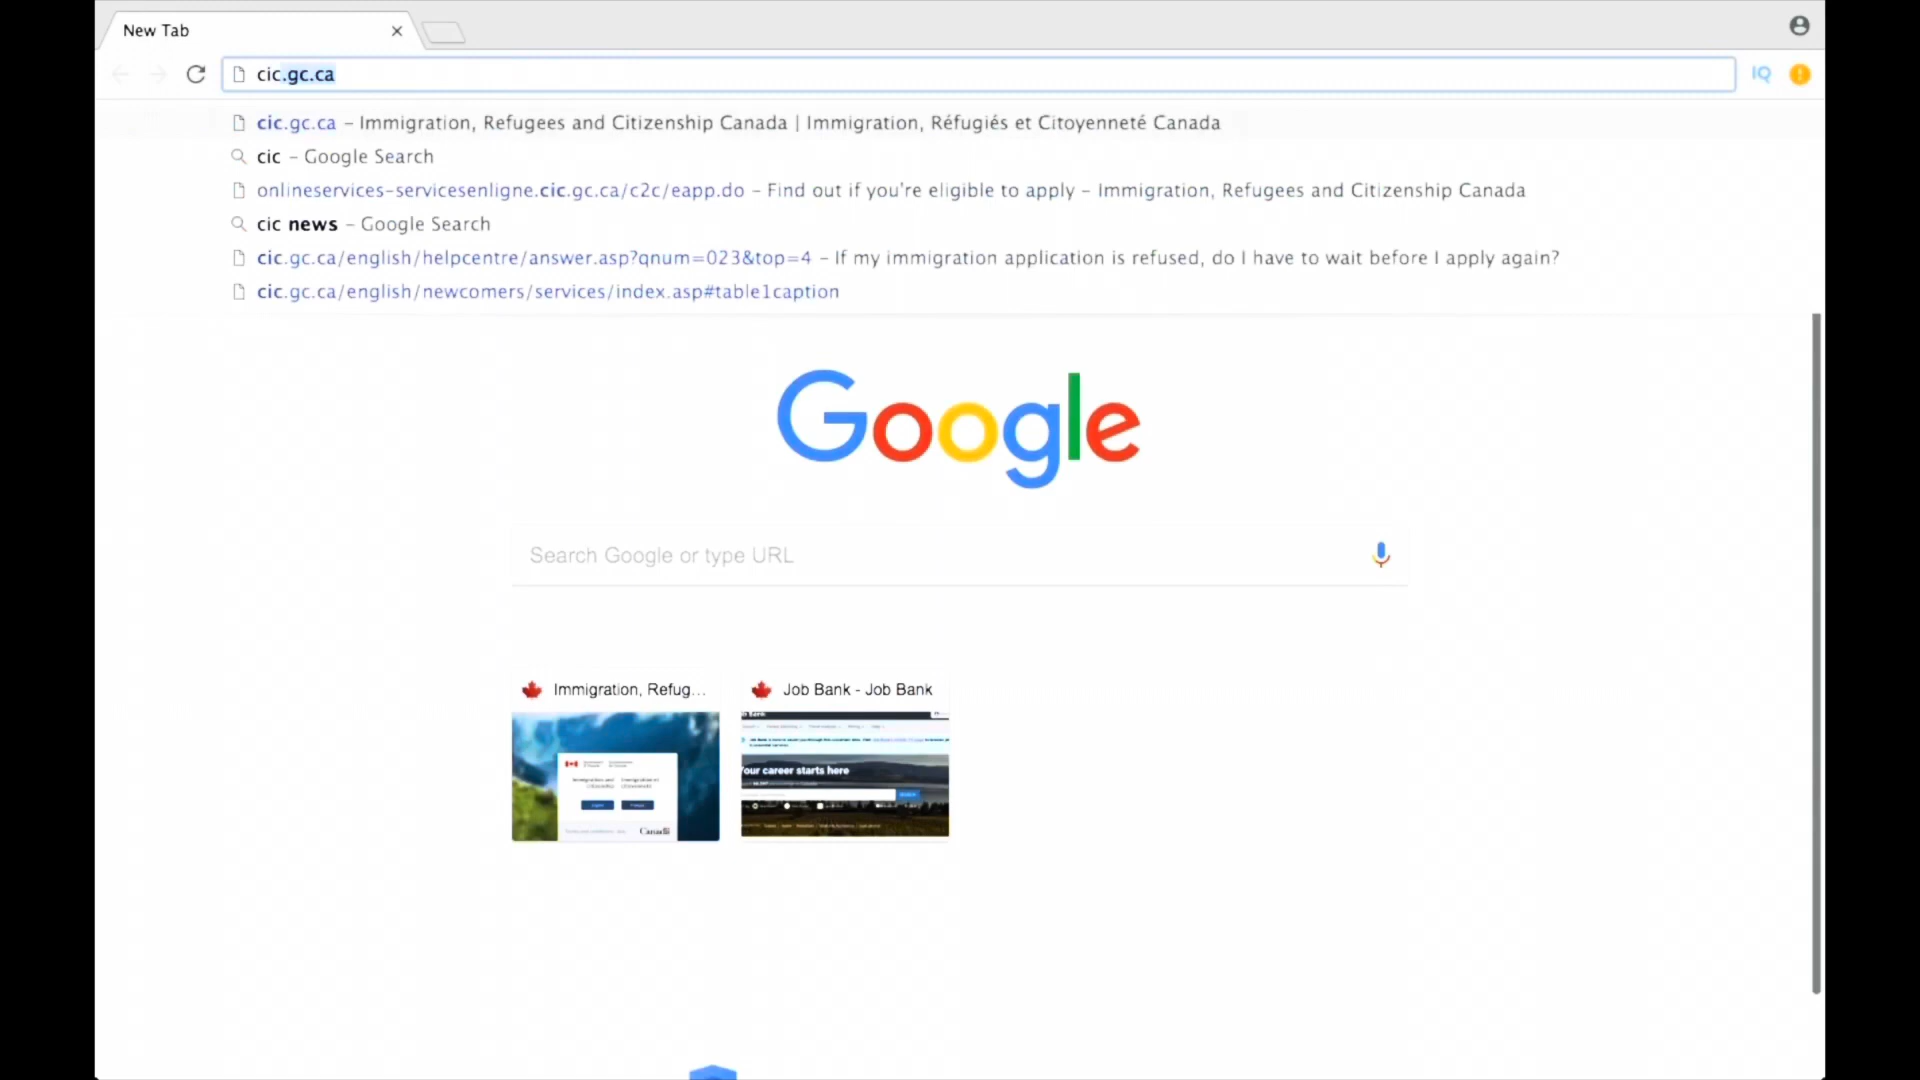 New Tab
cic.gc.ca
IQ
cic.gc.ca – Immigration, Refugees and Citizenship Canada | Immigration, Réfugiés et Citoyenneté Canada
cic – Google Search
onlineservices-servicesenligne.cic.gc.ca/c2c/eapp.do – Find out if you're eligible to apply – Immigration, Refugees and Citizenship Canada
cic news – Google Search
cic.gc.ca/english/helpcentre/answer.asp?qnum=023&top=4 – If my immigration application is refused, do I have to wait before I apply again?
cic.gc.ca/english/newcomers/services/index.asp#table1caption
Google
Search Google or type URL
Immigration, Refug...
Job Bank - Job Bank
Your career starts here
Canada